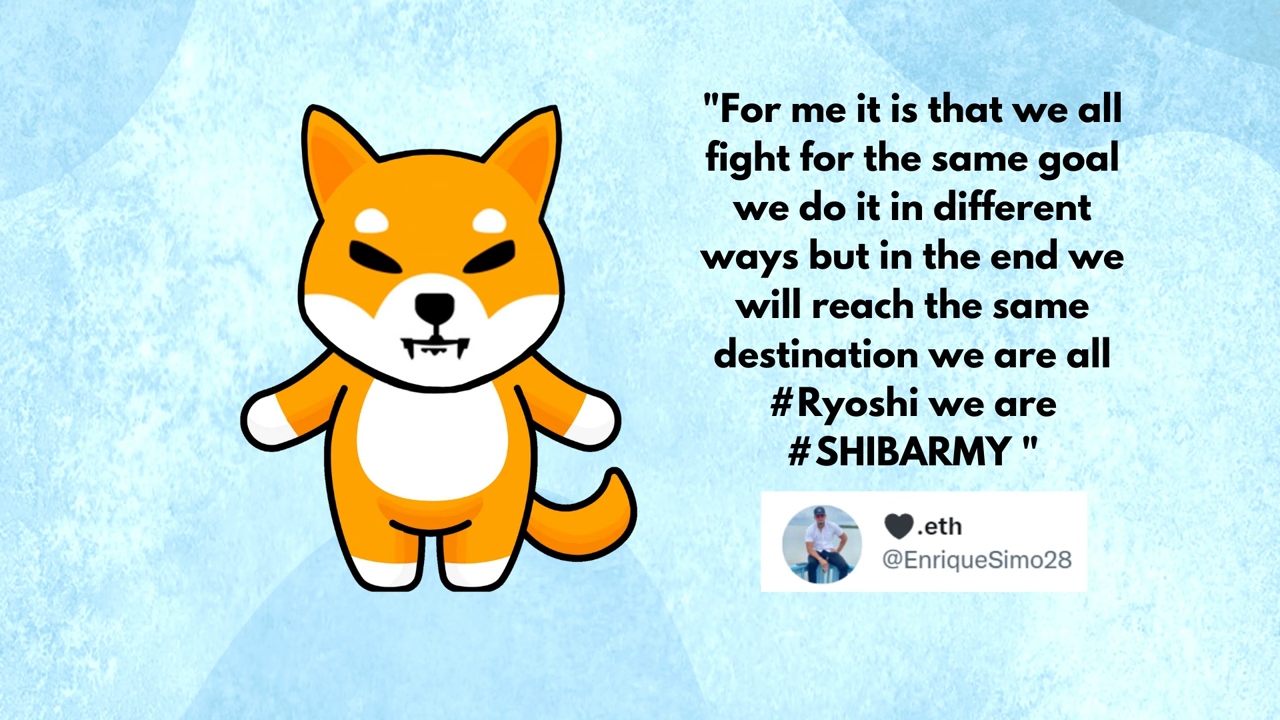 "For me it is that we all
fight for the same goal
we do it in different
ways but in the end we
will reach the same
destination we are all
#Ryoshi we are
#SHIBARMY "
🖤.eth
@EnriqueSimo28